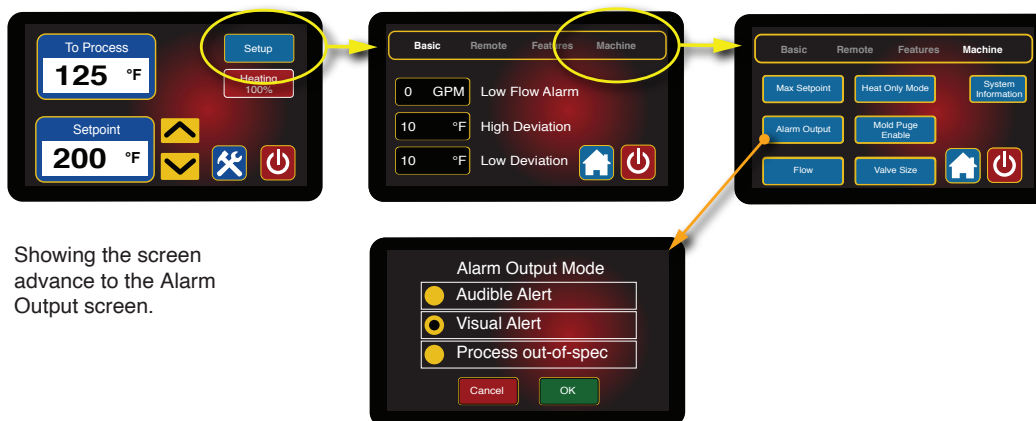 To Process
125 °F
Setup
Heating
100%
Setpoint
200 °F
Basic Remote Features Machine
0 GPM Low Flow Alarm
10 °F High Deviation
10 °F Low Deviation
Basic Remote Features Machine
Max Setpoint Heat Only Mode System
Information
Alarm Output Mold Puge
Enable
Flow Valve Size
Showing the screen
advance to the Alarm
Output screen.
Alarm Output Mode
Audible Alert
Visual Alert
Process out-of-spec
Cancel OK